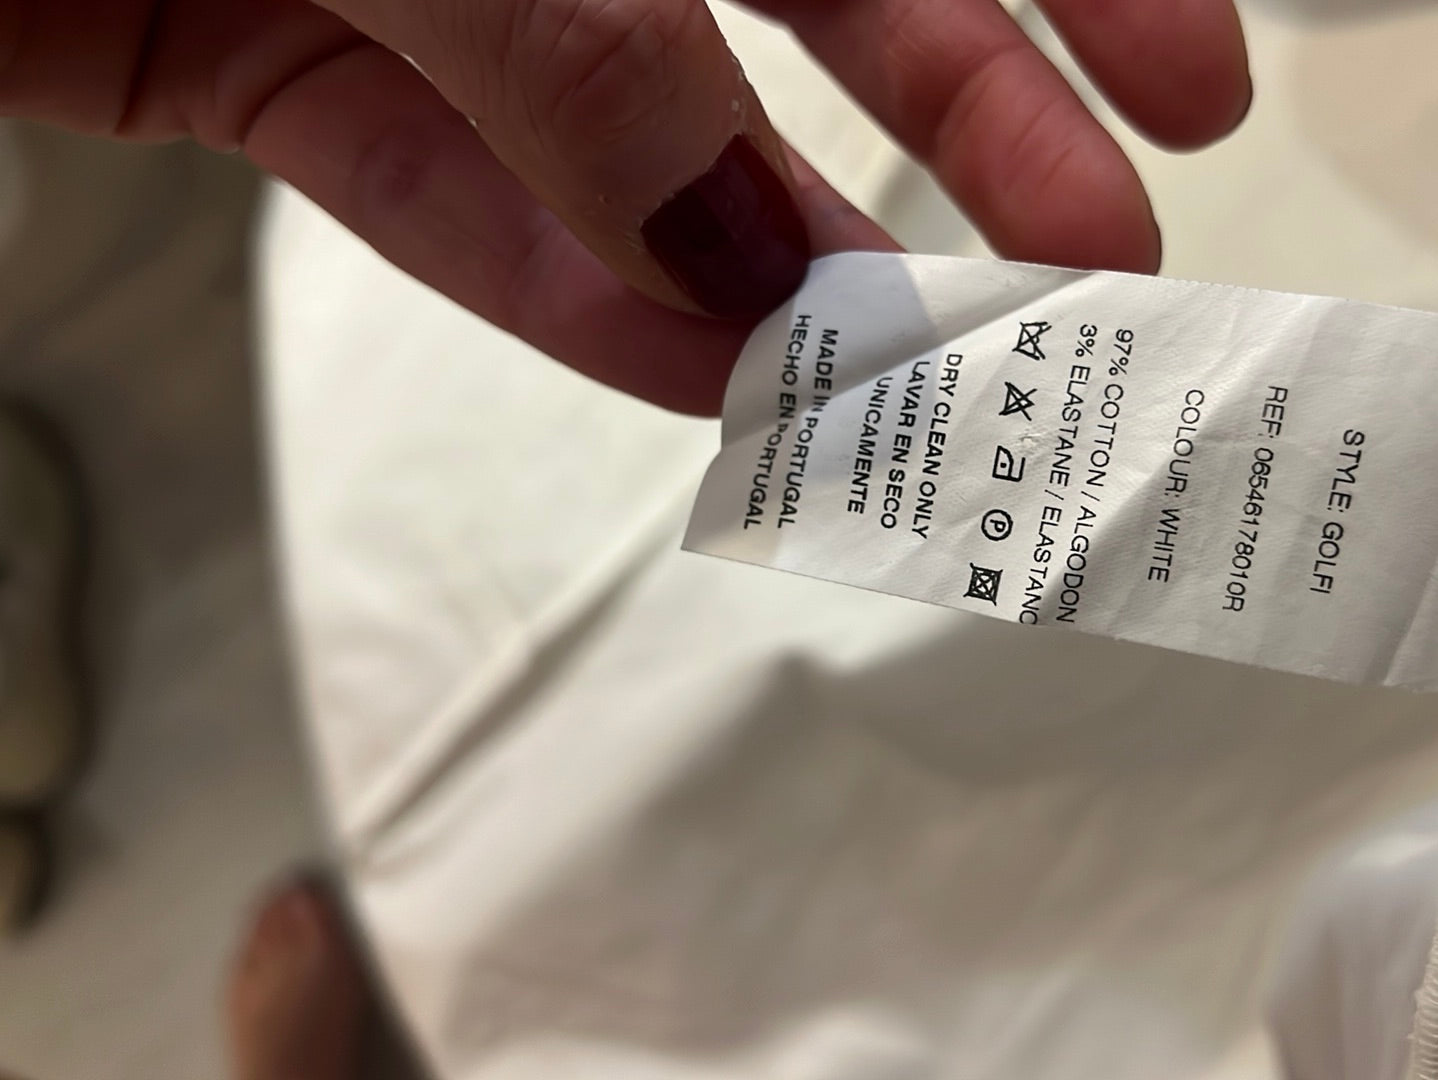 STYLE: GOLFI
REF: 06546178010R
COLOUR: WHITE
97% COTTON / ALGODON
3% ELASTANE / ELASTANO
P
DRY CLEAN ONLY
LAVAR EN SECO
UNICAMENTE
MADE IN PORTUGAL
HECHO EN PORTUGAL